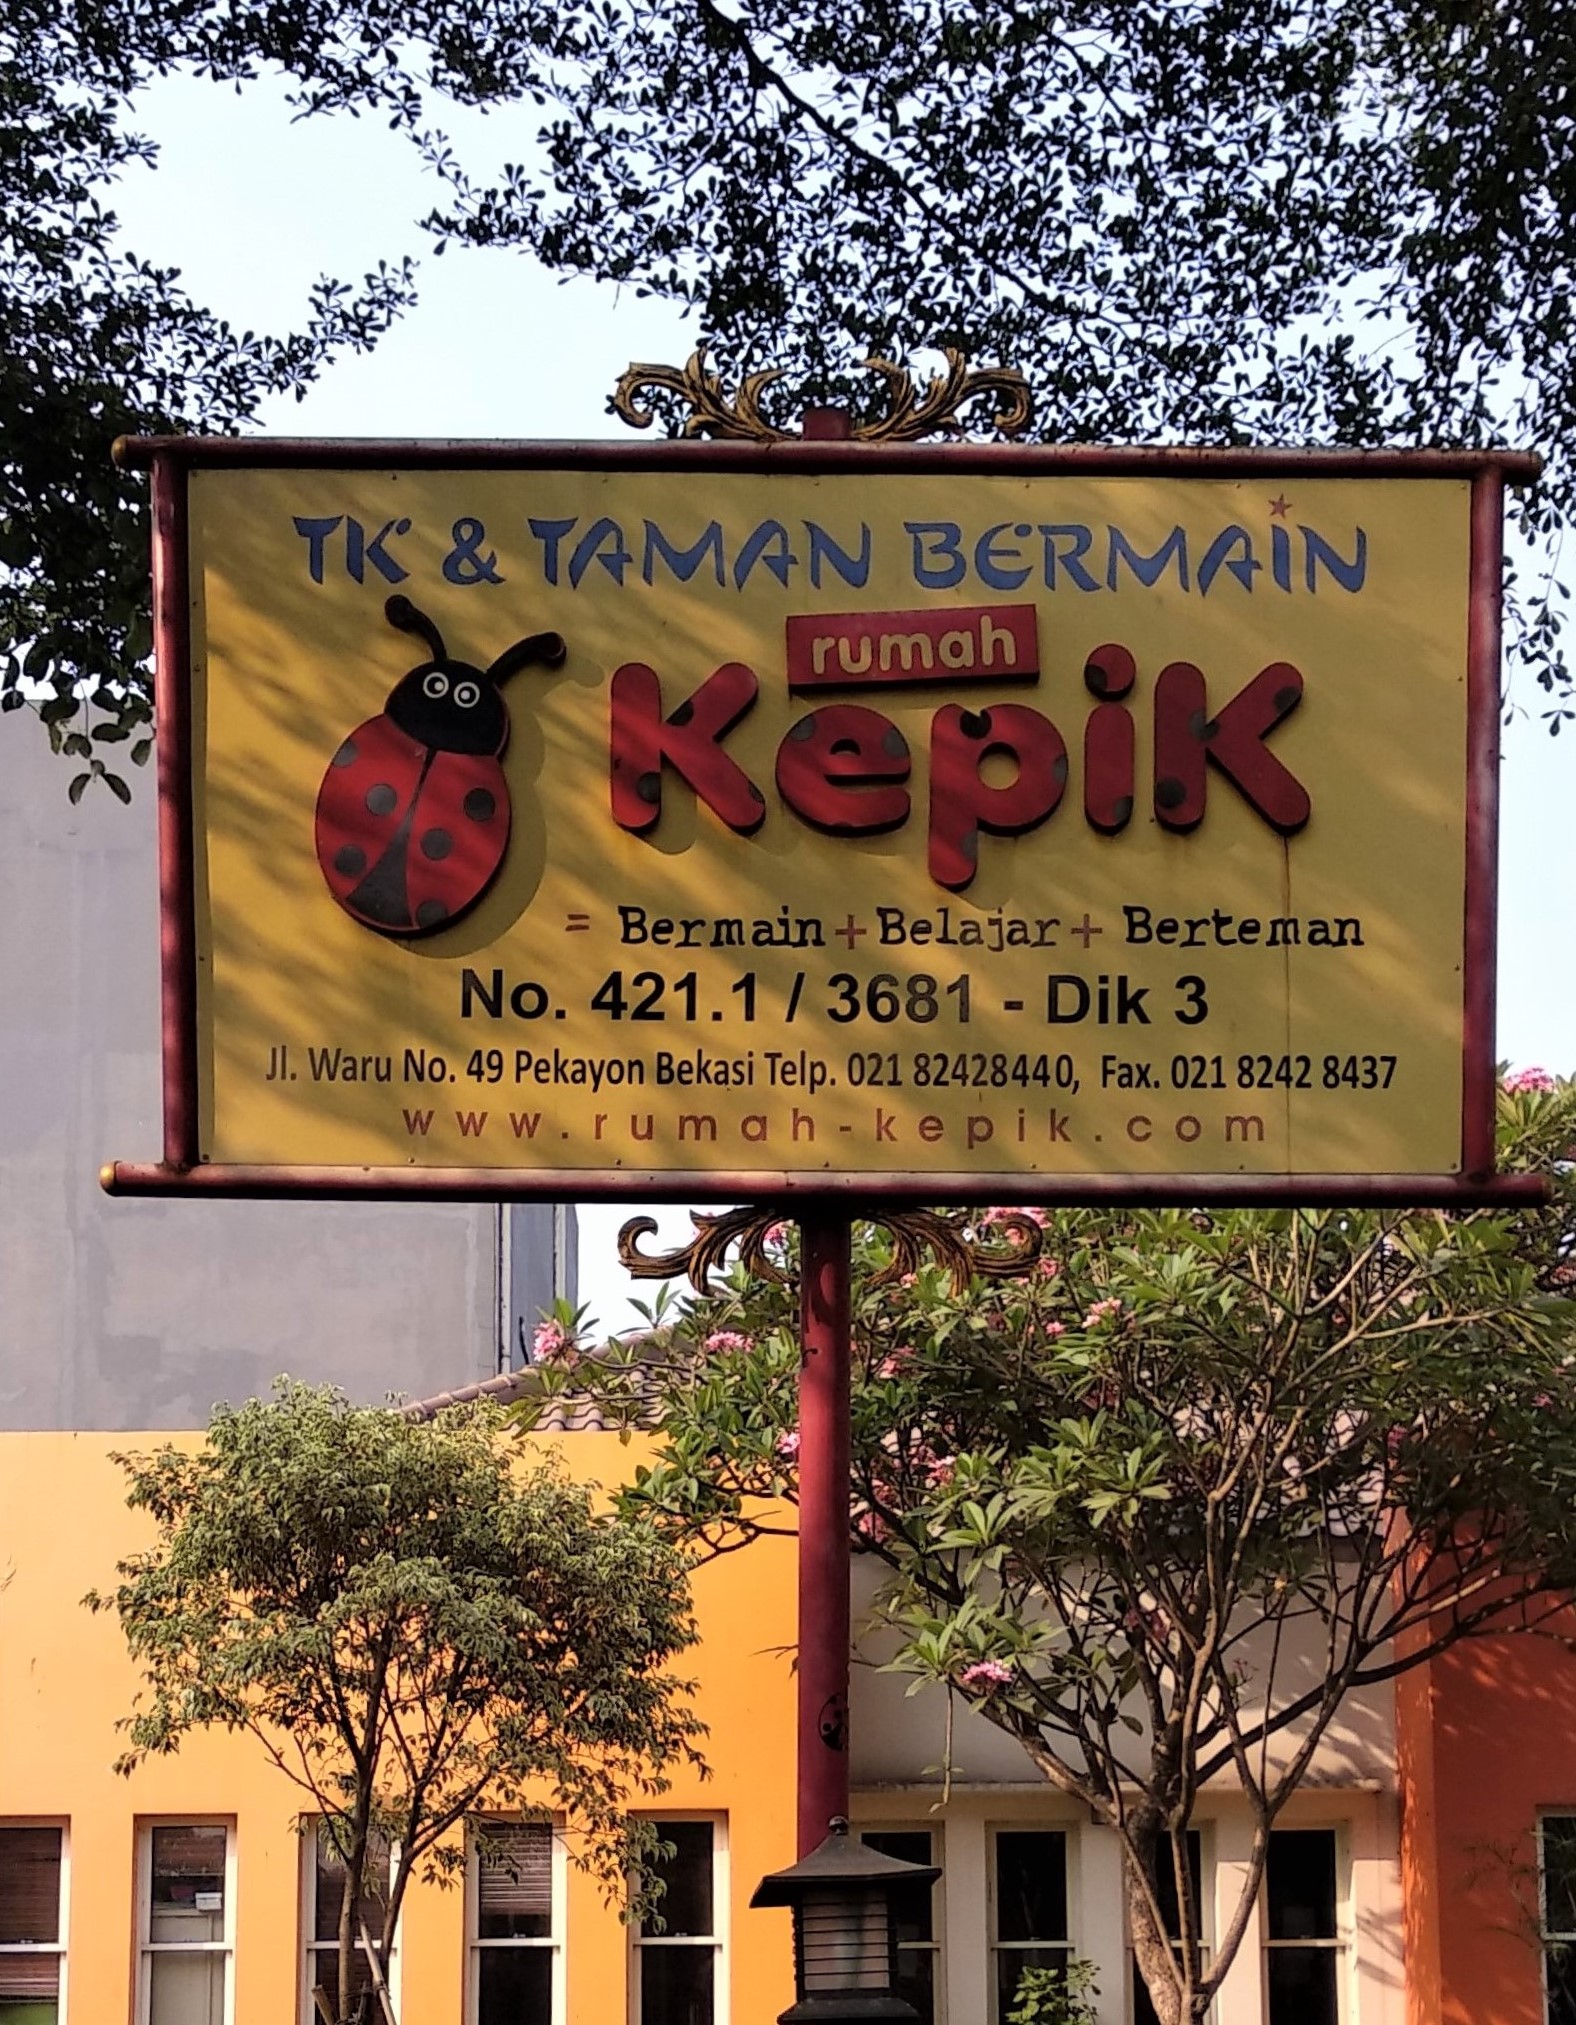 TK & TAMAN BERMAIN
rumah
Kepik
= Bermain + Belajar + Berteman
No. 421.1 / 3681 - Dik 3
Jl. Waru No. 49 Pekayon Bekasi Telp. 021 82428440, Fax. 021 8242 8437
www.rumah-kepik.com